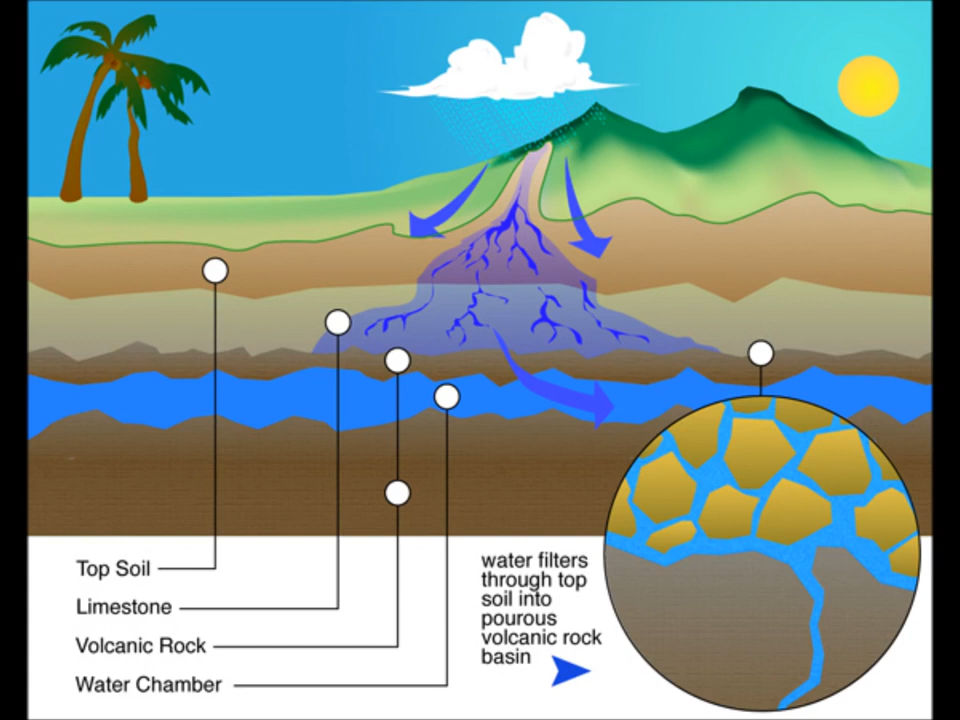 Top Soil
Limestone
Volcanic Rock
Water Chamber
water filters
through top
soil into
pourous
volcanic rock
basin